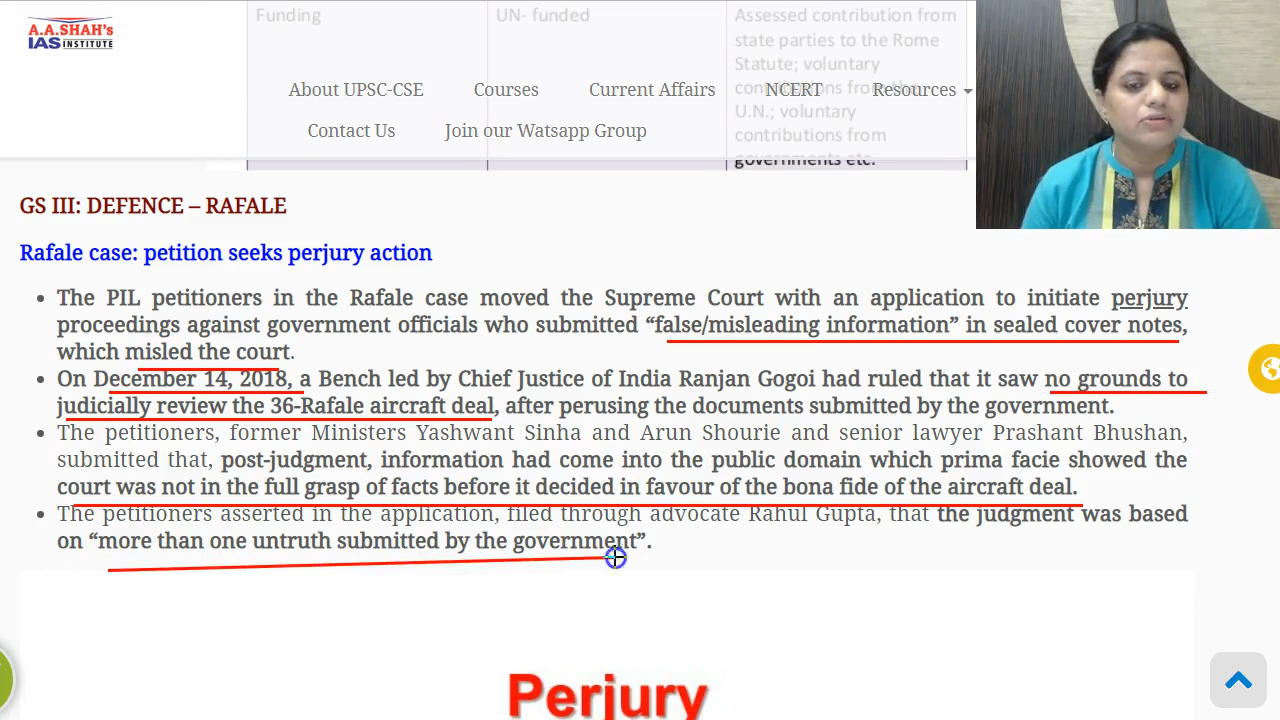 A.A.SHAH's
IAS INSTITUTE
Funding
UN- funded
Assessed contribution from
state parties to the Rome
Statute; voluntary
contributions from the
U.N.; voluntary
contributions from
governments etc.
About UPSC-CSE
Courses
Current Affairs
NCERT
Resources
Contact Us
Join our Watsapp Group
GS III: DEFENCE – RAFALE
Rafale case: petition seeks perjury action
• The PIL petitioners in the Rafale case moved the Supreme Court with an application to initiate perjury
proceedings against government officials who submitted “false/misleading information” in sealed cover notes,
which misled the court.
• On December 14, 2018, a Bench led by Chief Justice of India Ranjan Gogoi had ruled that it saw no grounds to
judicially review the 36-Rafale aircraft deal, after perusing the documents submitted by the government.
• The petitioners, former Ministers Yashwant Sinha and Arun Shourie and senior lawyer Prashant Bhushan,
submitted that, post-judgment, information had come into the public domain which prima facie showed the
court was not in the full grasp of facts before it decided in favour of the bona fide of the aircraft deal.
• The petitioners asserted in the application, filed through advocate Rahul Gupta, that the judgment was based
on “more than one untruth submitted by the government”.
Perjury